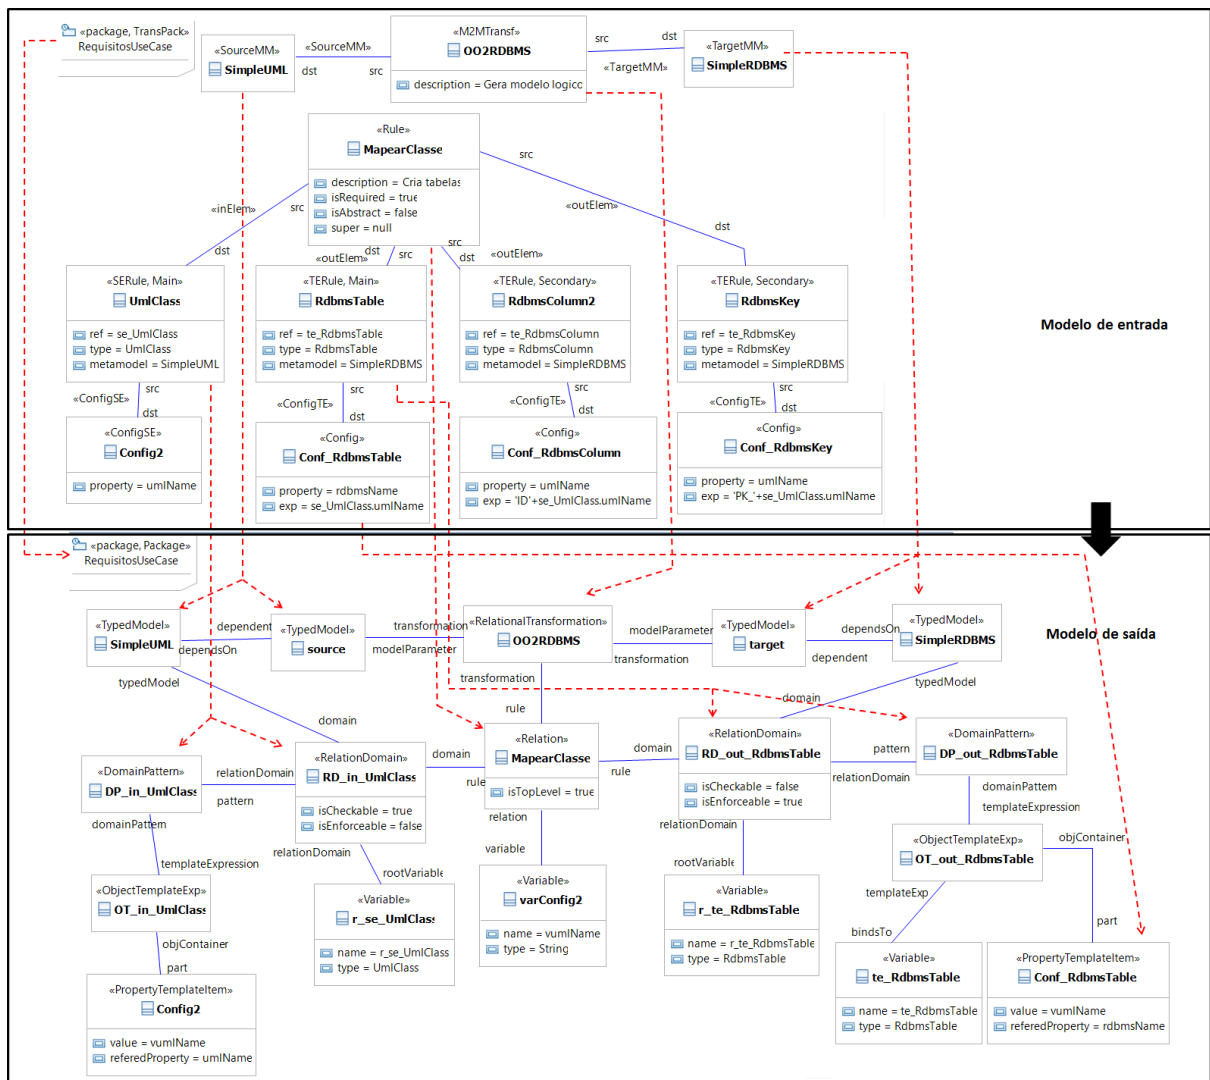 «package, TransPack»
RequisitosUseCase
«SourceMM»
SimpleUML
«SourceMM»
dst
src
«M2MTransf»
OO2RDBMS
description = Gera modelo logico
src
dst
«TargetMM»
«TargetMM»
SimpleRDBMS
«Rule»
MapearClasse
description = Cria tabelas
isRequired = true
isAbstract = false
super = null
src
«inElem»
src
dst
«outElem»
dst
src
src
dst
«outElem»
«outElem»
dst
«SERule, Main»
UmlClass
ref = se_UmlClass
type = UmlClass
metamodel = SimpleUML
«TERule, Main»
RdbmsTable
ref = te_RdbmsTable
type = RdbmsTable
metamodel = SimpleRDBMS
«TERule, Secondary»
RdbmsColumn2
ref = te_RdbmsColumn
type = RdbmsColumn
metamodel = SimpleRDBMS
«TERule, Secondary»
RdbmsKey
ref = te_RdbmsKey
type = RdbmsKey
metamodel = SimpleRDBMS
Modelo de entrada
«ConfigSE»
src
dst
«ConfigTE»
src
dst
«ConfigTE»
src
dst
«ConfigTE»
src
dst
«ConfigSE»
Config2
property = umlName
«Config»
Conf_RdbmsTable
property = rdbmsName
exp = se_UmlClass.umlName
«Config»
Conf_RdbmsColumn
property = umlName
exp = 'ID'+se_UmlClass.umlName
«Config»
Conf_RdbmsKey
property = umlName
exp = 'PK_'+se_UmlClass.umlName
«package, Package»
RequisitosUseCase
«TypedModel»
SimpleUML
dependent
dependsOn
«TypedModel»
source
transformation
modelParameter
«RelationalTransformation»
OO2RDBMS
modelParameter
transformation
«TypedModel»
target
dependsOn
dependent
«TypedModel»
SimpleRDBMS
Modelo de saída
typedModel
domain
transformation
rule
domain
typedModel
«DomainPattern»
DP_in_UmlClass
relationDomain
pattern
«RelationDomain»
RD_in_UmlClass
isCheckable = true
isEnforceable = false
domain
rule
«Relation»
MapearClasse
isTopLevel = true
domain
rule
«RelationDomain»
RD_out_RdbmsTable
isCheckable = false
isEnforceable = true
pattern
relationDomain
«DomainPattern»
DP_out_RdbmsTable
domainPattern
templateExpression
relationDomain
rootVariable
relation
variable
relationDomain
rootVariable
domainPattern
templateExpression
«ObjectTemplateExp»
OT_in_UmlClass
«Variable»
r_se_UmlClass
name = r_se_UmlClass
type = UmlClass
«Variable»
varConfig2
name = vumlName
type = String
«Variable»
r_te_RdbmsTable
name = r_te_RdbmsTable
type = RdbmsTable
«ObjectTemplateExp»
OT_out_RdbmsTable
objContainer
templateExp
bindsTo
part
objContainer
part
«PropertyTemplateItem»
Config2
value = vumlName
referedProperty = umlName
«Variable»
te_RdbmsTable
name = te_RdbmsTable
type = RdbmsTable
«PropertyTemplateItem»
Conf_RdbmsTable
value = vumlName
referedProperty = rdbmsName